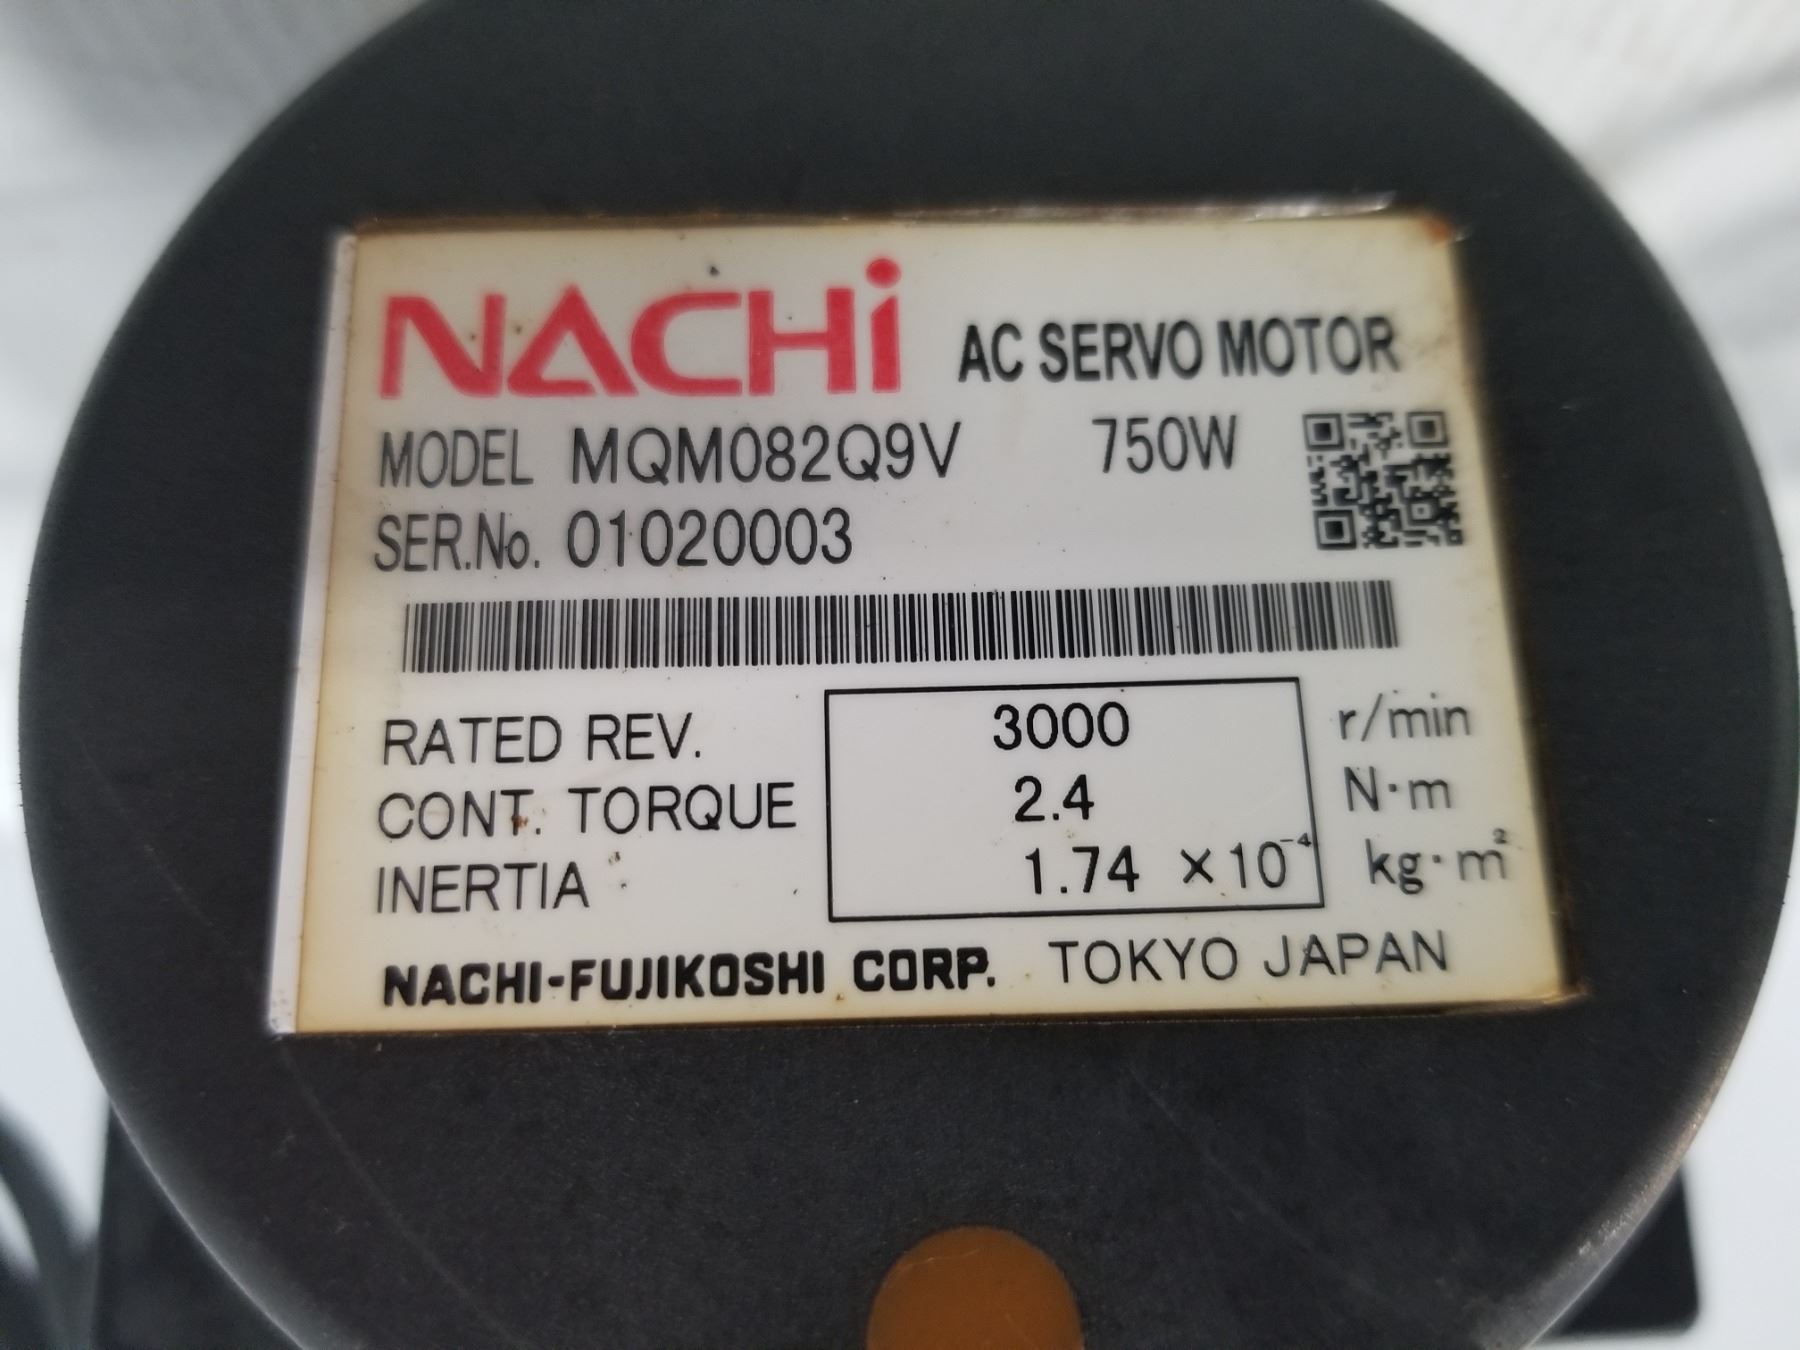 NACHi AC SERVO MOTOR
MODEL MQM082Q9V 750W
SER.No. 01020003
RATED REV. 3000 r/min
CONT. TORQUE 2.4 N·m
INERTIA 1.74 ×10⁻⁴ kg·m²
NACHI-FUJIKOSHI CORP. TOKYO JAPAN